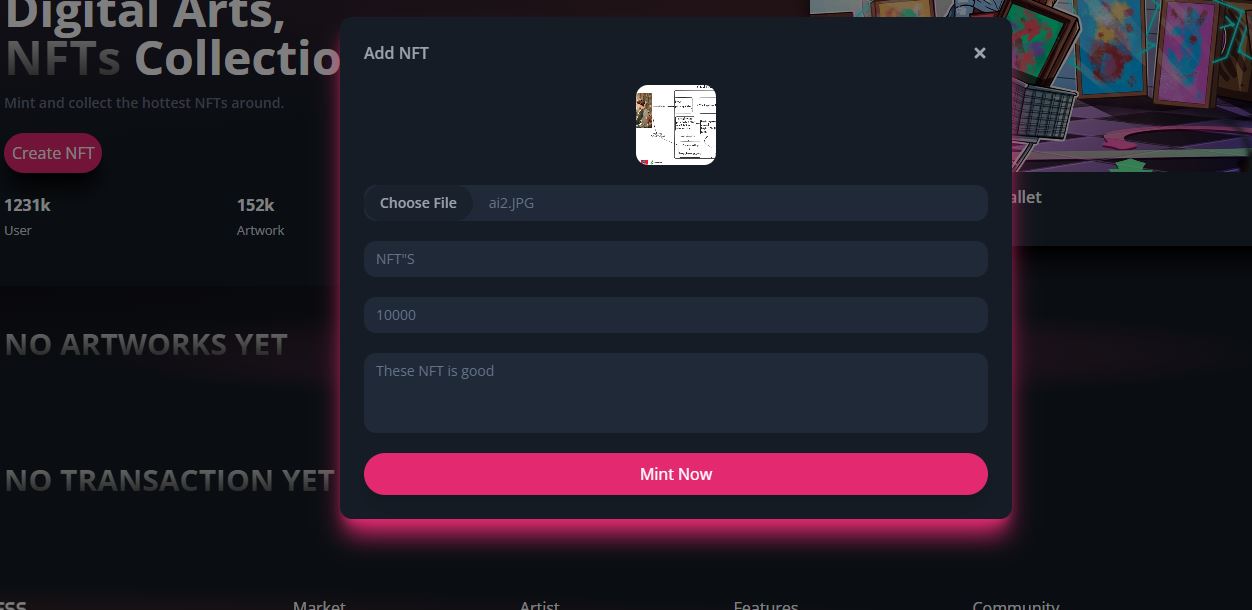 Digital Arts,
NFTs Collectio
Mint and collect the hottest NFTs around.
Create NFT
1231k
152k
User
Artwork
NO ARTWORKS YET
NO TRANSACTION YET
Add NFT
Choose File
ai2.JPG
NFT"S
10000
These NFT is good
Mint Now
allet
Market
Artist
Features
Community